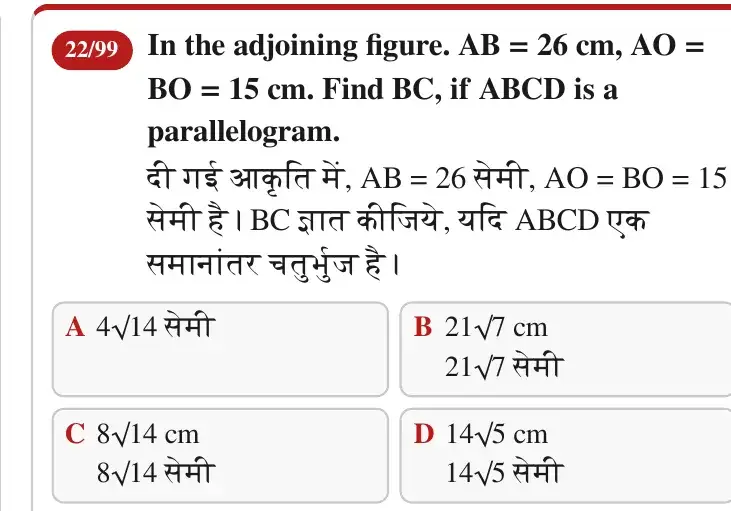 22/99 In the adjoining figure. AB = 26 cm, AO =
BO = 15 cm. Find BC, if ABCD is a
parallelogram.
दी गई आकृति में, AB = 26 सेमी, AO = BO = 15
सेमी है। BC ज्ञात कीजिये, यदि ABCD एक
समानांतर चतुर्भुज है।
A 4√14 सेमी
B 21√7 cm
21√7 सेमी
C 8√14 cm
8√14 सेमी
D 14√5 cm
14√5 सेमी